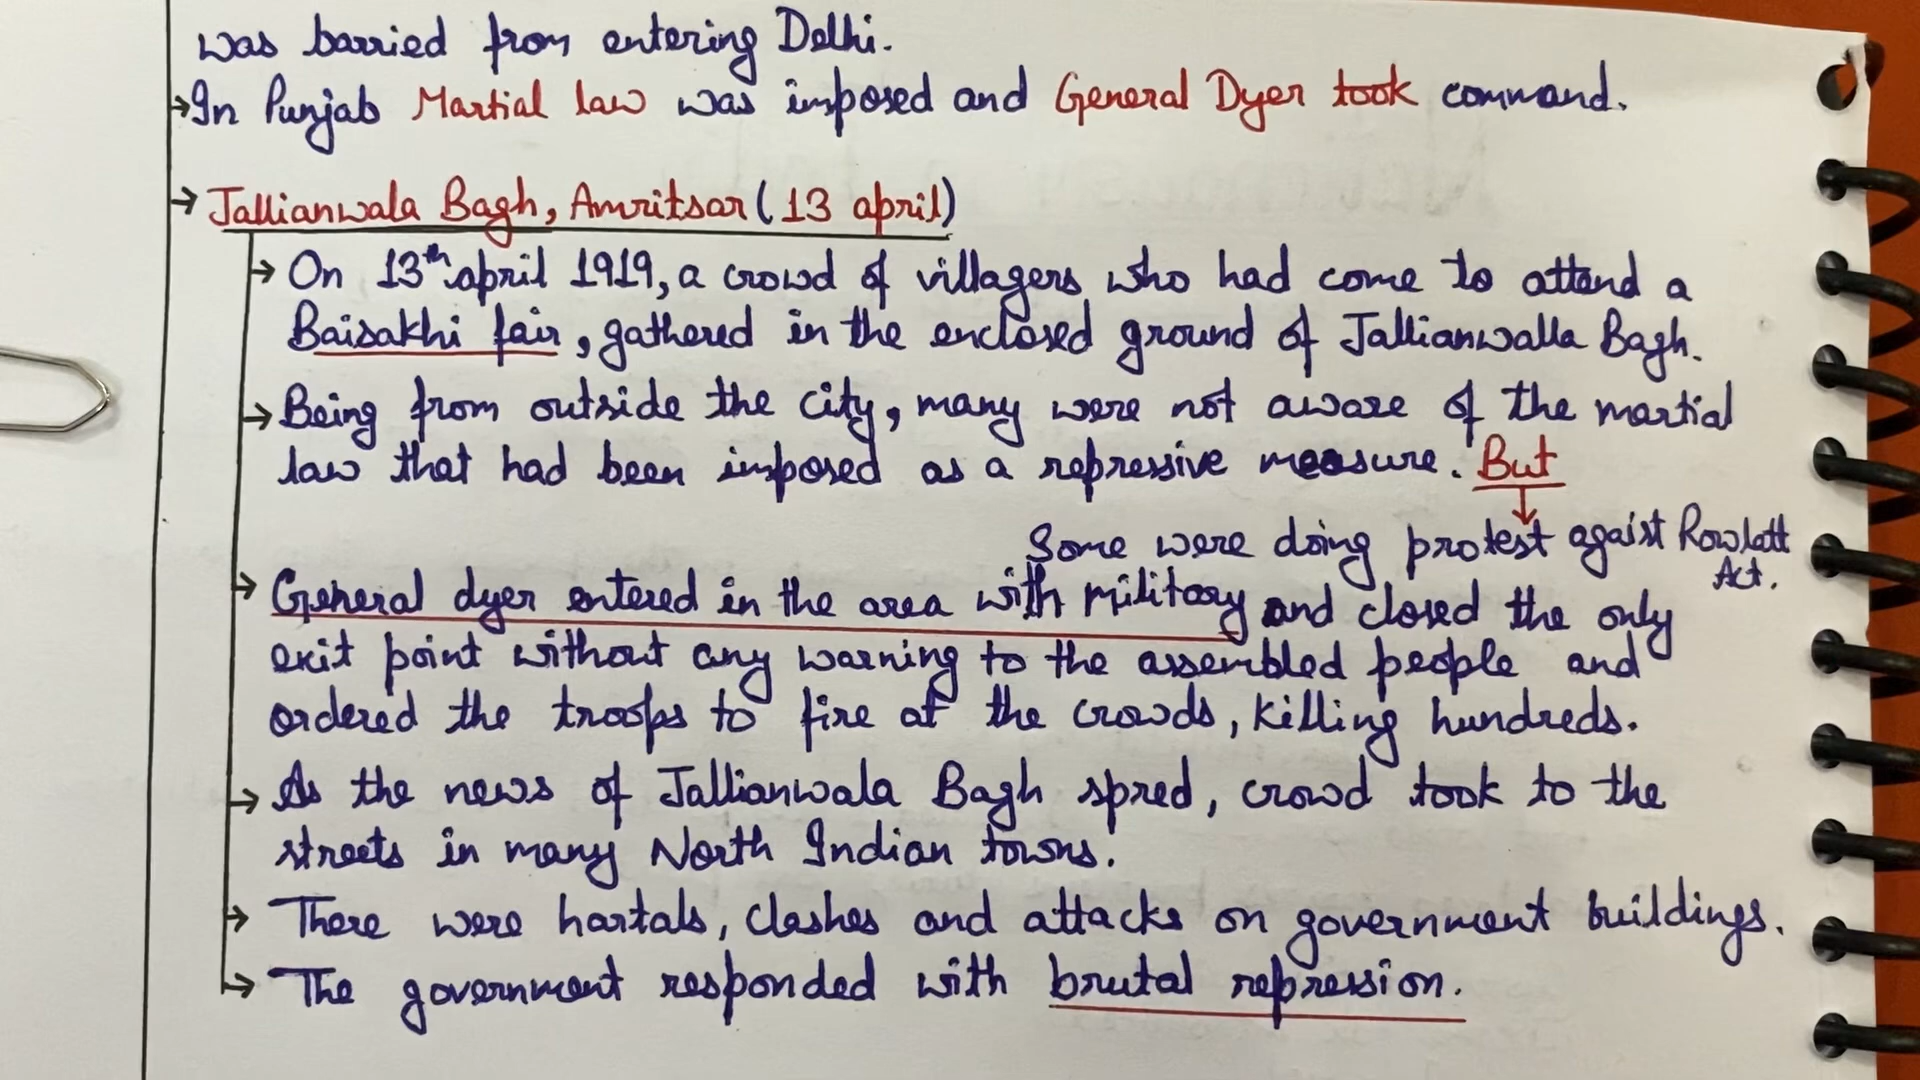 was barried from entering Delhi.
→In Punjab Martial law was imposed and General Dyer took command.
→ Jallianwala Bagh, Amritsar (13 april)
→ On 13th april 1919, a crowd of villagers who had come to attend a
Baisakhi fair, gathered in the enclosed ground of Jallianwalla Bagh.
→ Being from outside the city, many were not aware of the martial
law that had been imposed as a repressive measure. But
↓
Some were doing protest agaist Rowlatt
Act.
→ General dyer entered in the area with military and closed the only
exit point without any warning to the assembled people and
ordered the troops to fire at the crowds, killing hundreds.
→ As the news of Jallianwala Bagh spred, crowd took to the
streets in many North Indian towns.
→ There were hartals, clashes and attacks on government buildings.
→ The government responded with brutal repression.